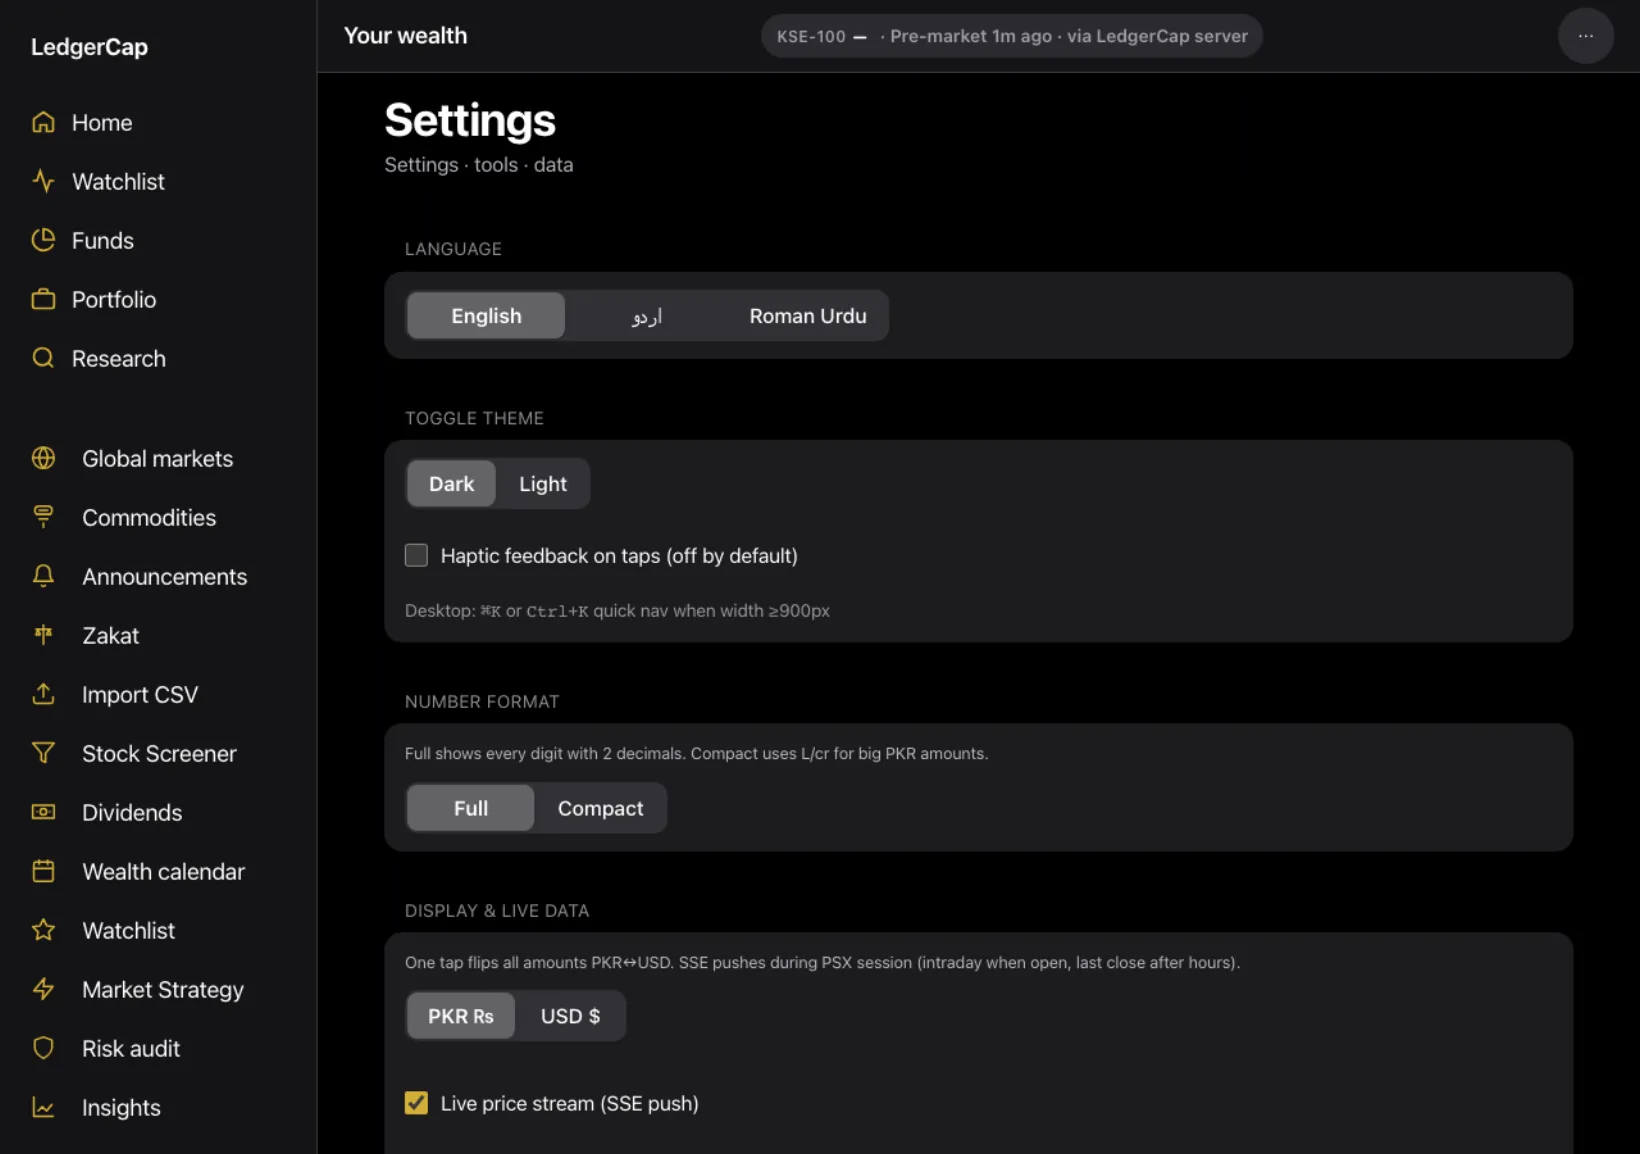 LedgerCap
Home
Watchlist
Funds
Portfolio
Research
Global markets
Commodities
Announcements
Zakat
Import CSV
Stock Screener
Dividends
Wealth calendar
Watchlist
Market Strategy
Risk audit
Insights
Your wealth
KSE-100 — · Pre-market 1m ago · via LedgerCap server
...
Settings
Settings · tools · data
LANGUAGE
English اردو Roman Urdu
TOGGLE THEME
Dark Light
Haptic feedback on taps (off by default)
Desktop: ⌘K or Ctrl+K quick nav when width ≥900px
NUMBER FORMAT
Full shows every digit with 2 decimals. Compact uses L/cr for big PKR amounts.
Full Compact
DISPLAY & LIVE DATA
One tap flips all amounts PKR↔USD. SSE pushes during PSX session (intraday when open, last close after hours).
PKR ₨ USD $
Live price stream (SSE push)